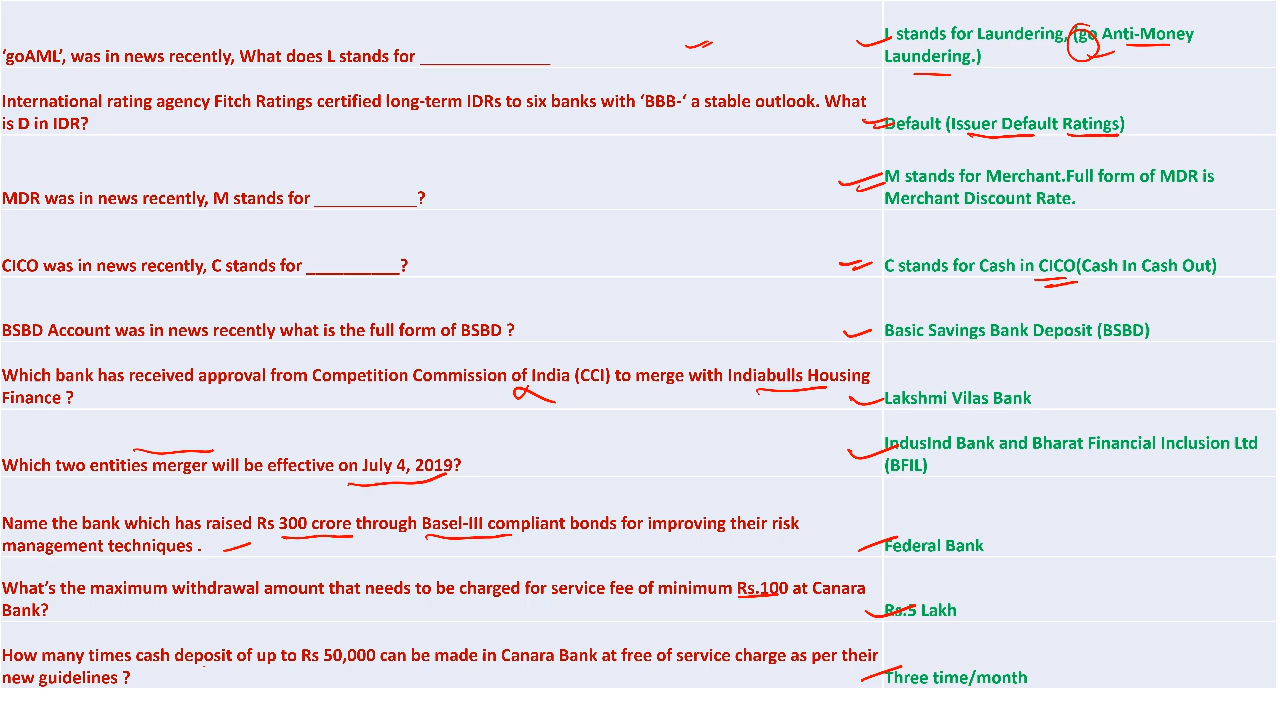 'goAML', was in news recently, What does L stands for ______________
L stands for Laundering, (go Anti-Money
Laundering.)
International rating agency Fitch Ratings certified long-term IDRs to six banks with 'BBB-' a stable outlook. What
is D in IDR?
Default (Issuer Default Ratings)
MDR was in news recently, M stands for ___________?
M stands for Merchant.Full form of MDR is
Merchant Discount Rate.
CICO was in news recently, C stands for __________?
C stands for Cash in CICO(Cash In Cash Out)
BSBD Account was in news recently what is the full form of BSBD ?
Basic Savings Bank Deposit (BSBD)
Which bank has received approval from Competition Commission of India (CCI) to merge with Indiabulls Housing
Finance ?
Lakshmi Vilas Bank
Which two entities merger will be effective on July 4, 2019?
IndusInd Bank and Bharat Financial Inclusion Ltd
(BFIL)
Name the bank which has raised Rs 300 crore through Basel-III compliant bonds for improving their risk
management techniques .
Federal Bank
What's the maximum withdrawal amount that needs to be charged for service fee of minimum Rs.100 at Canara
Bank?
Rs.5 Lakh
How many times cash deposit of up to Rs 50,000 can be made in Canara Bank at free of service charge as per their
new guidelines ?
Three time/month